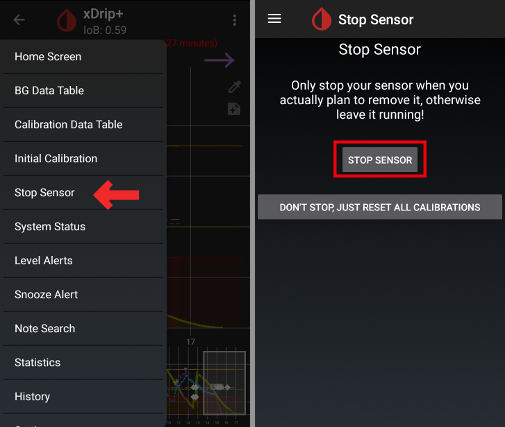 xDrip+
IoB: 0.59
27 minutes)
Home Screen
BG Data Table
Calibration Data Table
Initial Calibration
Stop Sensor
System Status
Level Alerts
Snooze Alert
Note Search
Statistics
History
17
Stop Sensor
Stop Sensor
Only stop your sensor when you
actually plan to remove it, otherwise
leave it running!
STOP SENSOR
DON'T STOP, JUST RESET ALL CALIBRATIONS